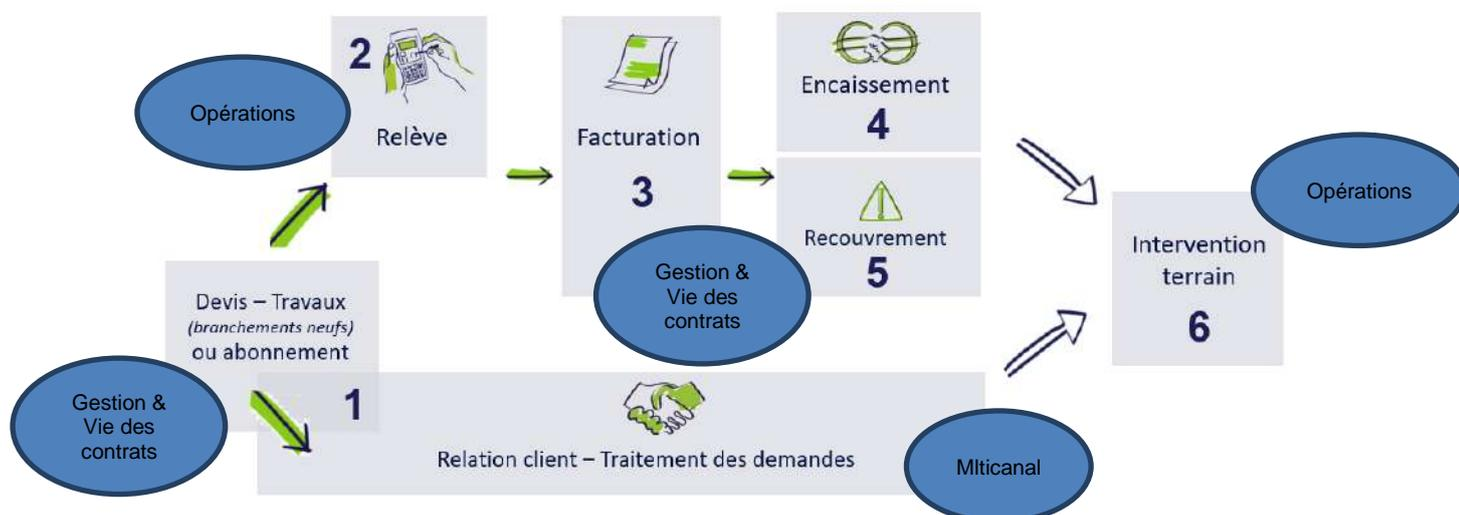 2
Relève
Opérations
Facturation
3
Encaissement
4
Recouvrement
5
Gestion &
Vie des
contrats
Opérations
Intervention
terrain
6
Devis – Travaux
(branchements neufs)
ou abonnement
1
Gestion &
Vie des
contrats
Relation client – Traitement des demandes
Mlticanal